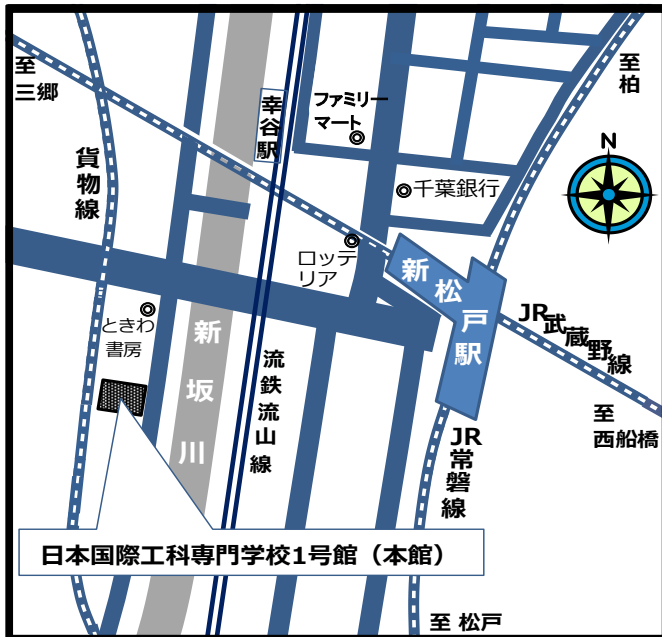 至
三郷
貨物線
幸谷駅
ファミリー
マート
至柏
N
千葉銀行
ロッテ
リア
新松戸駅
JR武蔵野線
至
西船橋
ときわ
書房
新坂川
流鉄流山線
JR常磐線
日本国際工科専門学校1号館（本館）
至 松戸